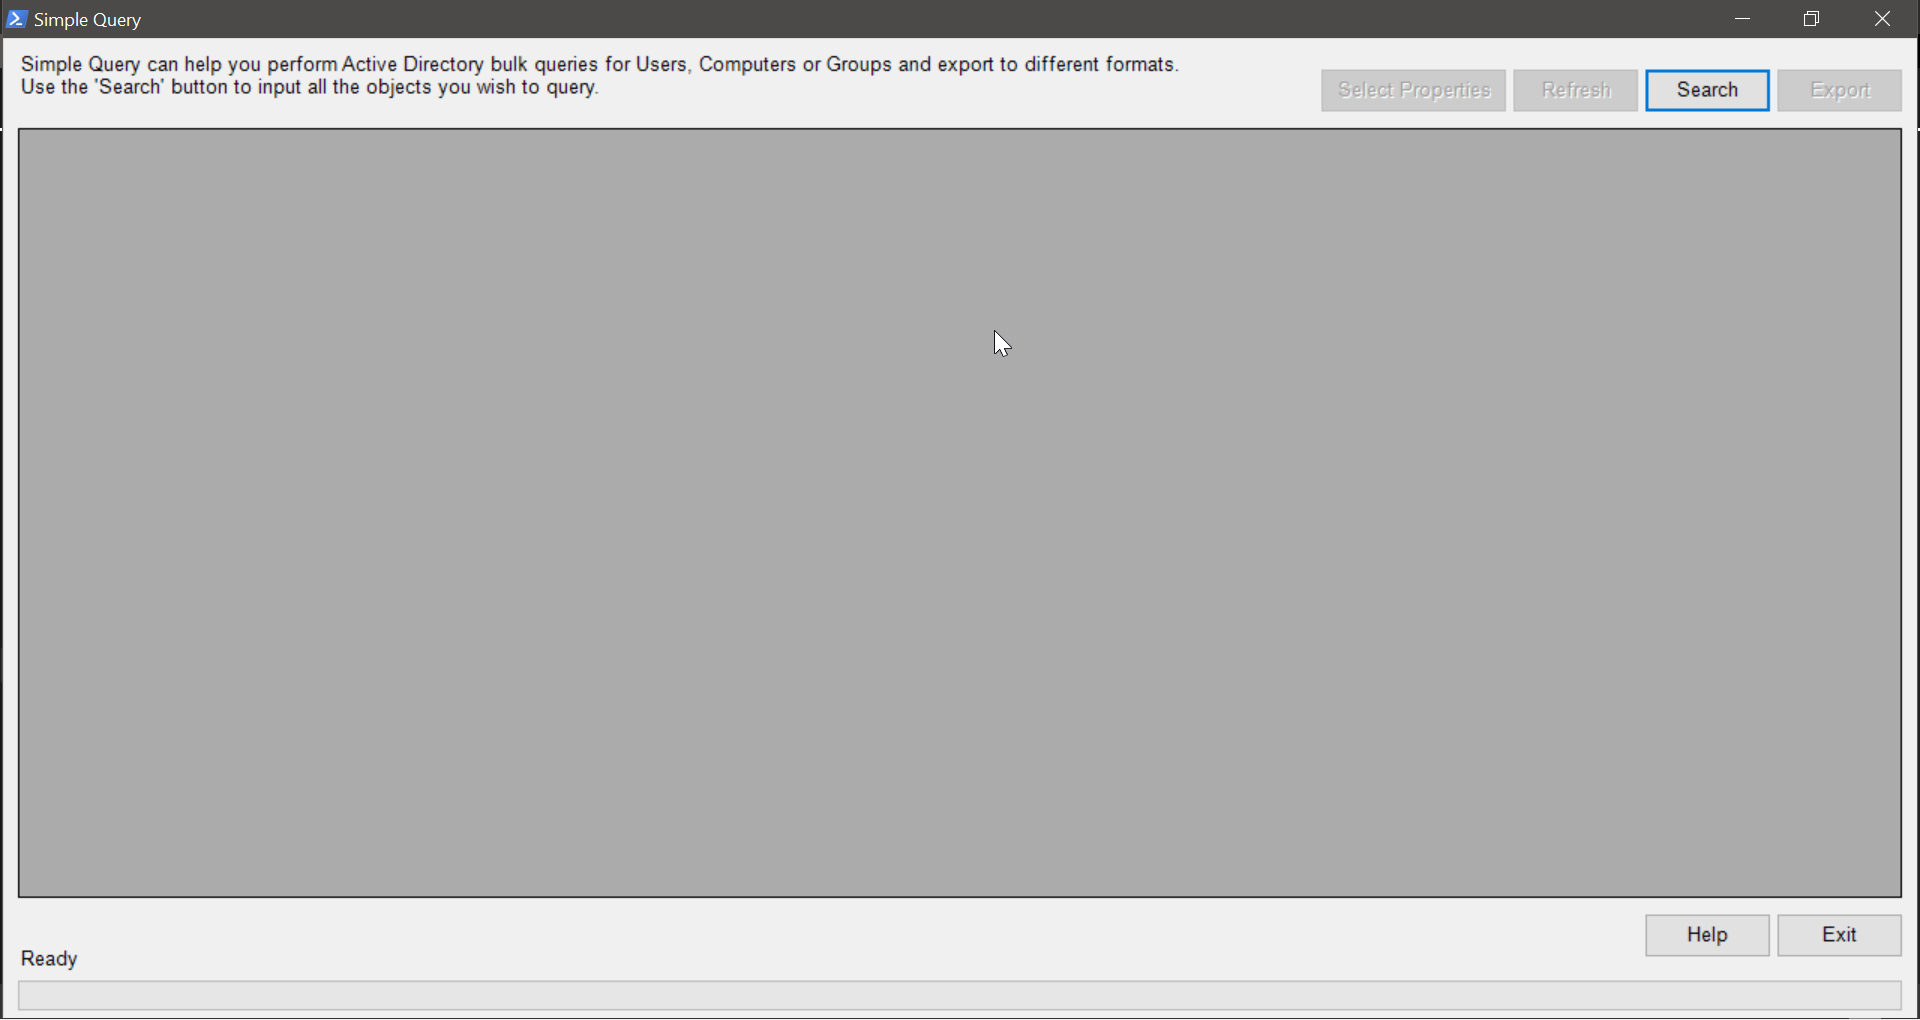 Simple Query
Simple Query can help you perform Active Directory bulk queries for Users, Computers or Groups and export to different formats.
Use the 'Search' button to input all the objects you wish to query.
Select Properties
Refresh
Search
Export
Help
Exit
Ready